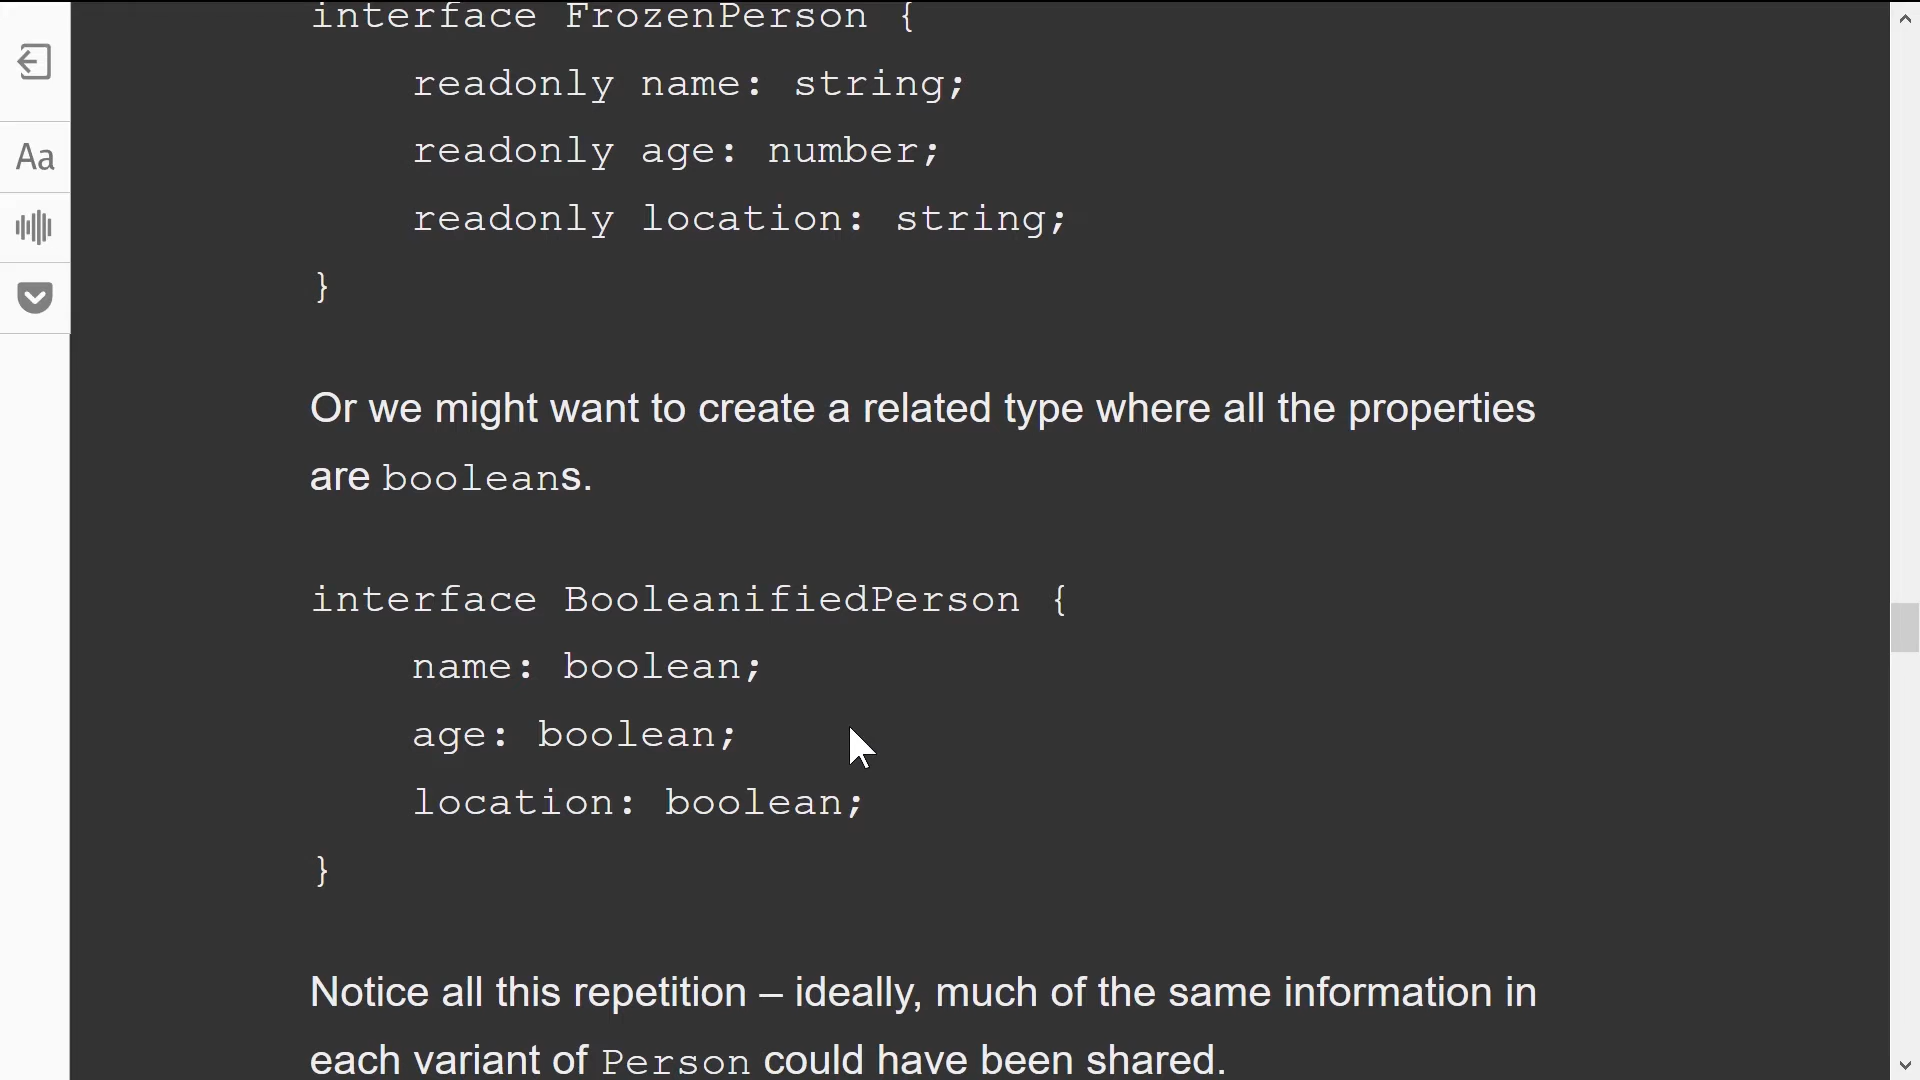 interface FrozenPerson {
readonly name: string;
readonly age: number;
readonly location: string;
}
Aa
Or we might want to create a related type where all the properties
are booleans.
interface BooleanifiedPerson {
name: boolean;
age: boolean;
location: boolean;
}
Notice all this repetition – ideally, much of the same information in
each variant of Person could have been shared.